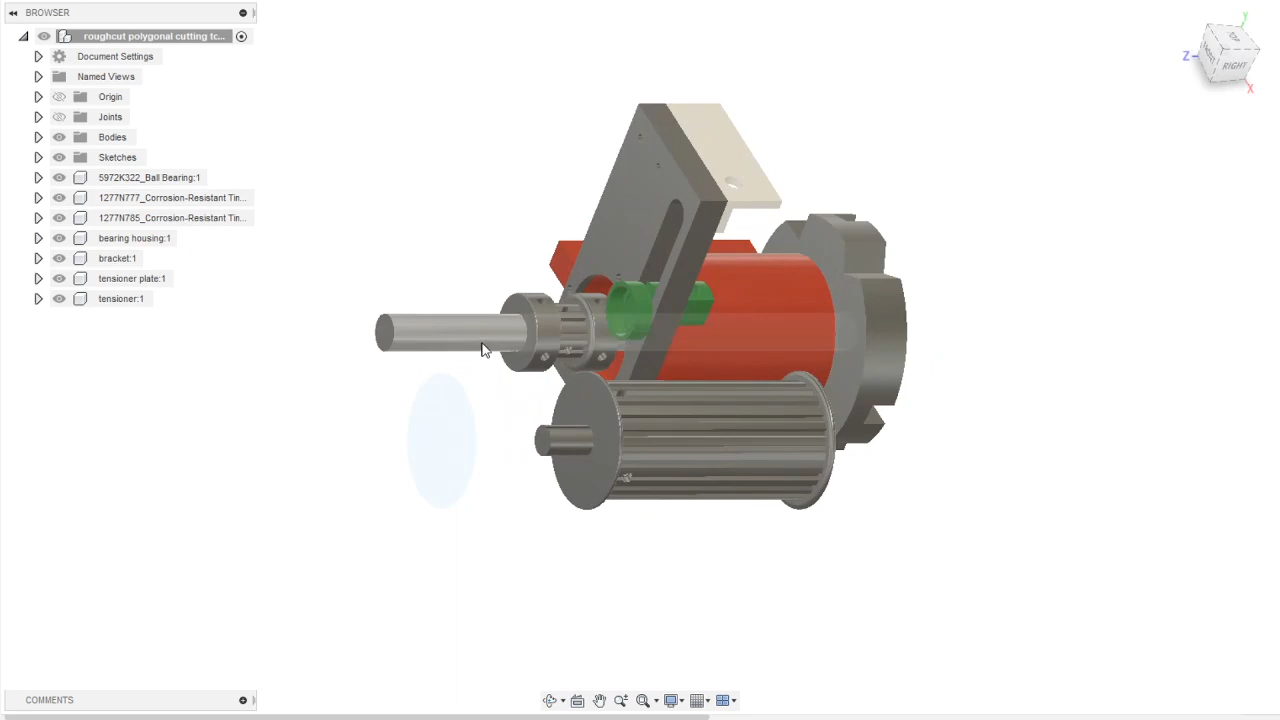 BROWSER
roughcut polygonal cutting tc...
Document Settings
Named Views
Origin
Joints
Bodies
Sketches
5972K322_Ball Bearing:1
1277N777_Corrosion-Resistant Tin...
1277N785_Corrosion-Resistant Tin...
bearing housing:1
bracket:1
tensioner plate:1
tensioner:1
Y
Z
RIGHT
X
COMMENTS